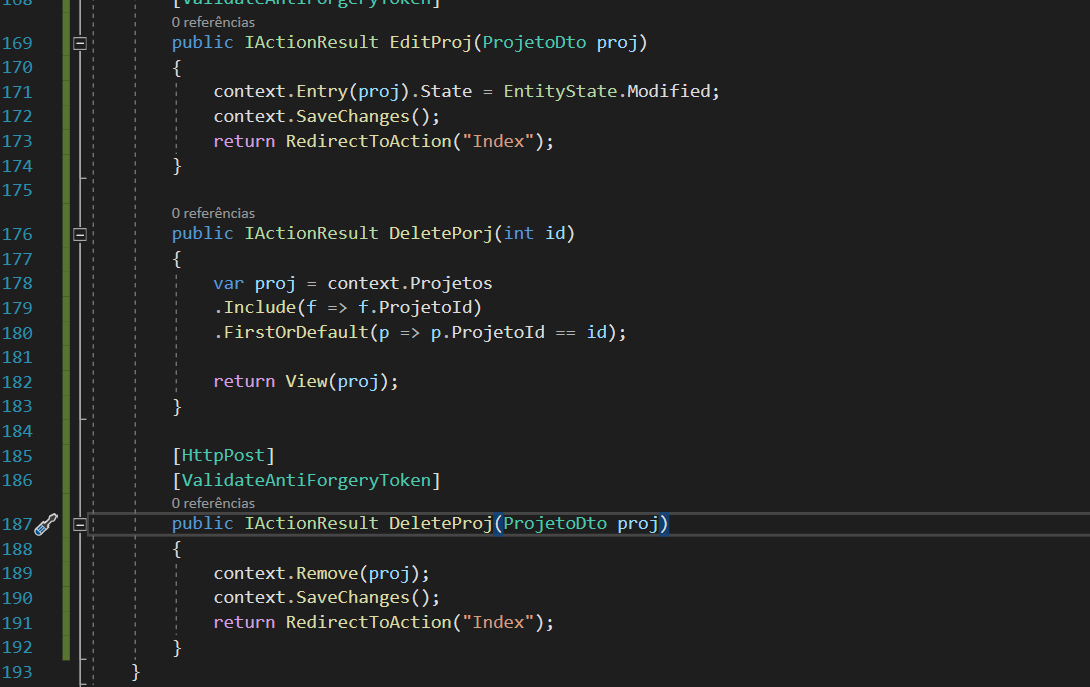 168 [ValidateAntiForgeryToken]
0 referências
169 public IActionResult EditProj(ProjetoDto proj)
170 {
171 context.Entry(proj).State = EntityState.Modified;
172 context.SaveChanges();
173 return RedirectToAction("Index");
174 }
175
0 referências
176 public IActionResult DeletePorj(int id)
177 {
178 var proj = context.Projetos
179 .Include(f => f.ProjetoId)
180 .FirstOrDefault(p => p.ProjetoId == id);
181
182 return View(proj);
183 }
184
185 [HttpPost]
186 [ValidateAntiForgeryToken]
0 referências
187 public IActionResult DeleteProj(ProjetoDto proj)
188 {
189 context.Remove(proj);
190 context.SaveChanges();
191 return RedirectToAction("Index");
192 }
193 }